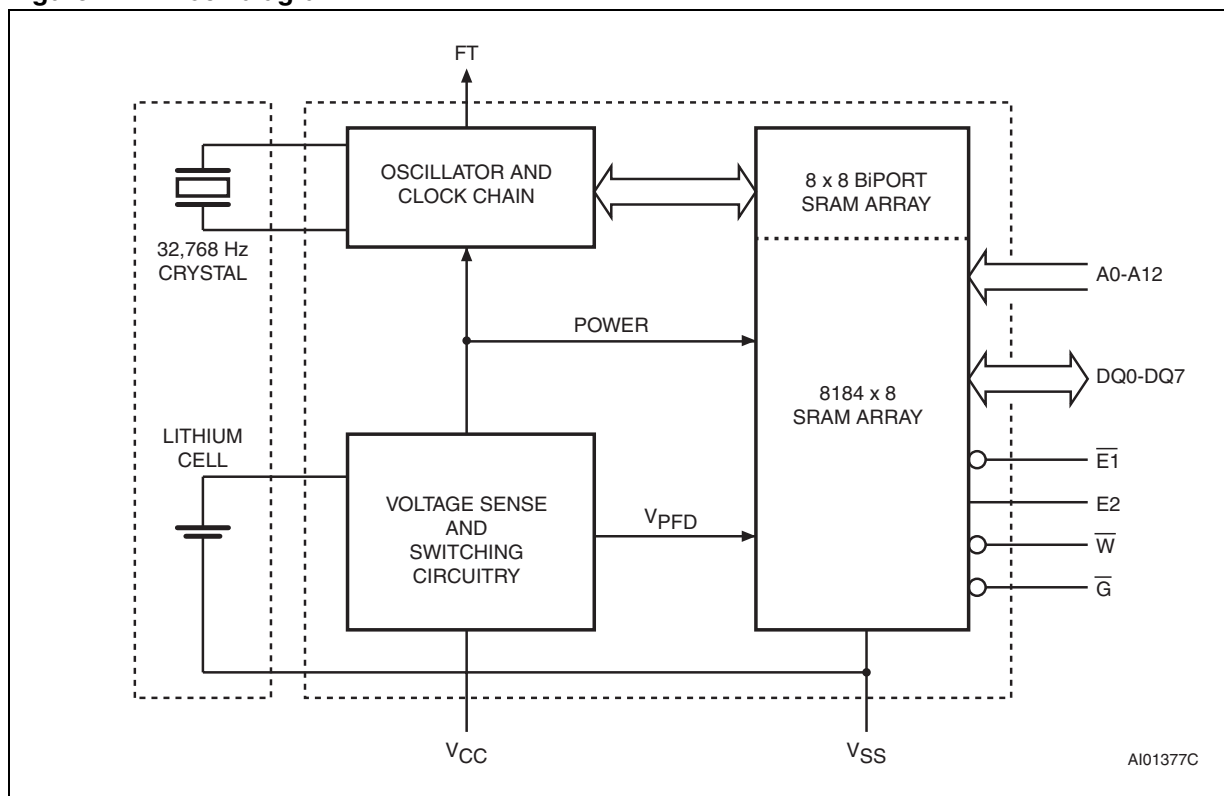 FT
OSCILLATOR AND
CLOCK CHAIN
8 x 8 BiPORT
SRAM ARRAY
32,768 Hz
CRYSTAL
A0-A12
POWER
DQ0-DQ7
8184 x 8
SRAM ARRAY
LITHIUM
CELL
E1
VOLTAGE SENSE
AND
SWITCHING
CIRCUITRY
VPFD
E2
W
G
VCC
VSS
AI01377C